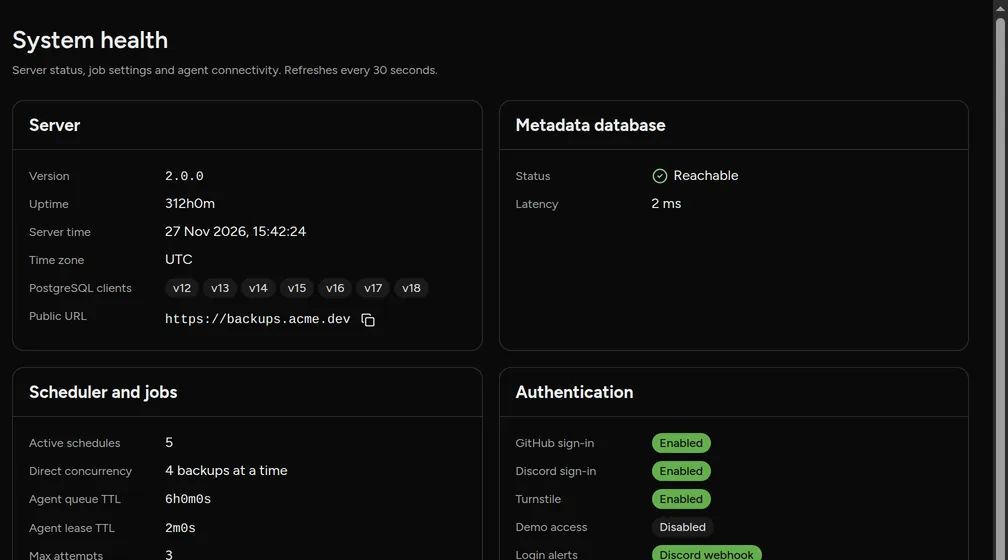 System health
Server status, job settings and agent connectivity. Refreshes every 30 seconds.
Server
Version 2.0.0
Uptime 312h0m
Server time 27 Nov 2026, 15:42:24
Time zone UTC
PostgreSQL clients v12 v13 v14 v15 v16 v17 v18
Public URL https://backups.acme.dev
Metadata database
Status Reachable
Latency 2 ms
Scheduler and jobs
Active schedules 5
Direct concurrency 4 backups at a time
Agent queue TTL 6h0m0s
Agent lease TTL 2m0s
Max attempts 3
Authentication
GitHub sign-in Enabled
Discord sign-in Enabled
Turnstile Enabled
Demo access Disabled
Login alerts Discord webhook